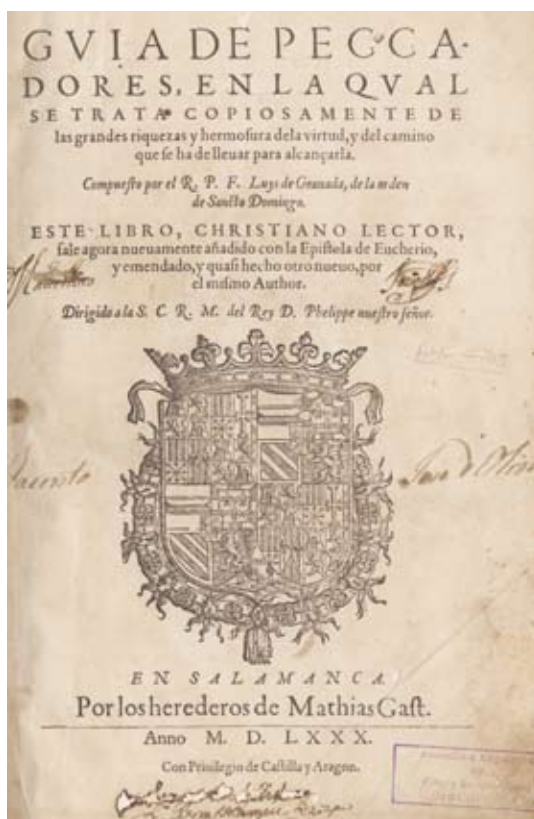 GVIA DE PECCA-
DORES, EN LA QVAL
SE TRATA COPIOSAMENTE DE
las grandes riquezas y hermosura dela virtud, y del camino
que se ha de lleuar para alcançarla.
Compuesto por el R. P. F. Luys de Granada, de la orden
de Sancto Domingo.
ESTE LIBRO, CHRISTIANO LECTOR,
sale agora nueuamente añadido con la Epistola de Eucherio,
y emendado, y quasi hecho otro nueuo, por
el mismo Author.
Dirigido a la S. C. R. M. del Rey D. Phelippe nuestro señor.
EN SALAMANCA.
Por los herederos de Mathias Gast.
Anno M. D. LXXX.
Con Priuilegio de Castilla y Aragon.